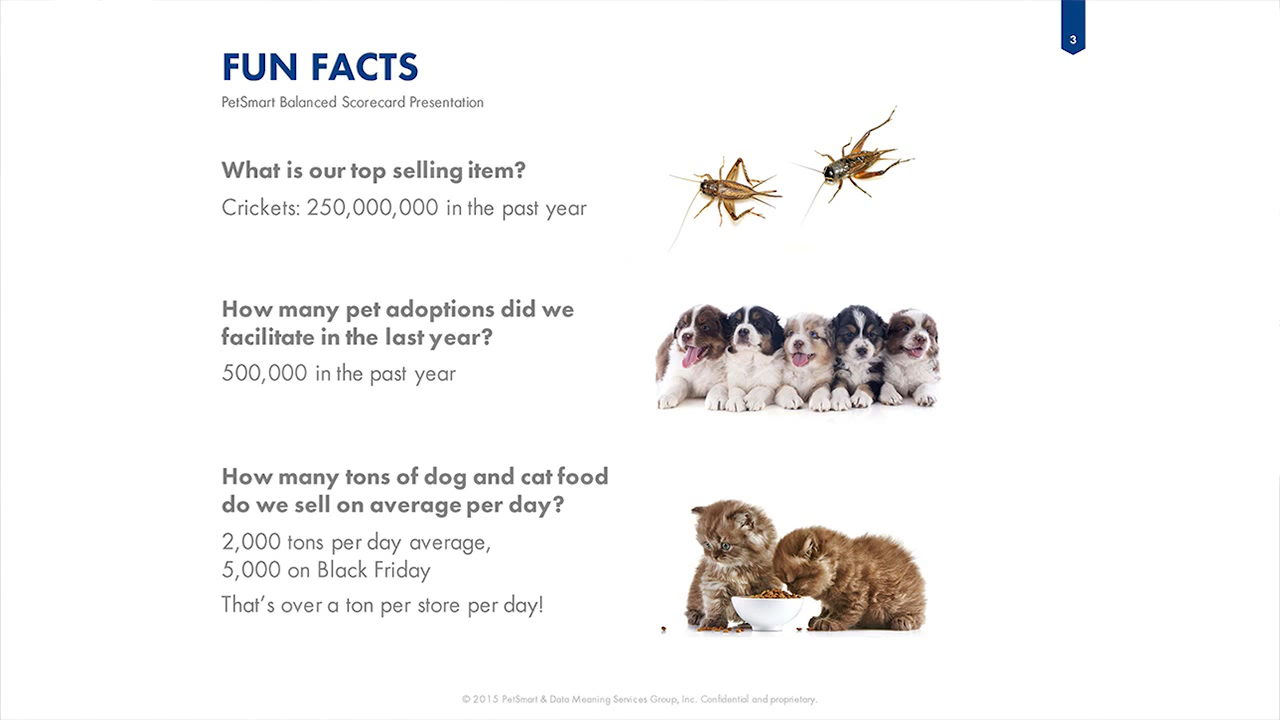 3
FUN FACTS
PetSmart Balanced Scorecard Presentation
What is our top selling item?
Crickets: 250,000,000 in the past year
How many pet adoptions did we
facilitate in the last year?
500,000 in the past year
How many tons of dog and cat food
do we sell on average per day?
2,000 tons per day average,
5,000 on Black Friday
That's over a ton per store per day!
© 2015 PetSmart & Data Meaning Services Group, Inc. Confidential and proprietary.